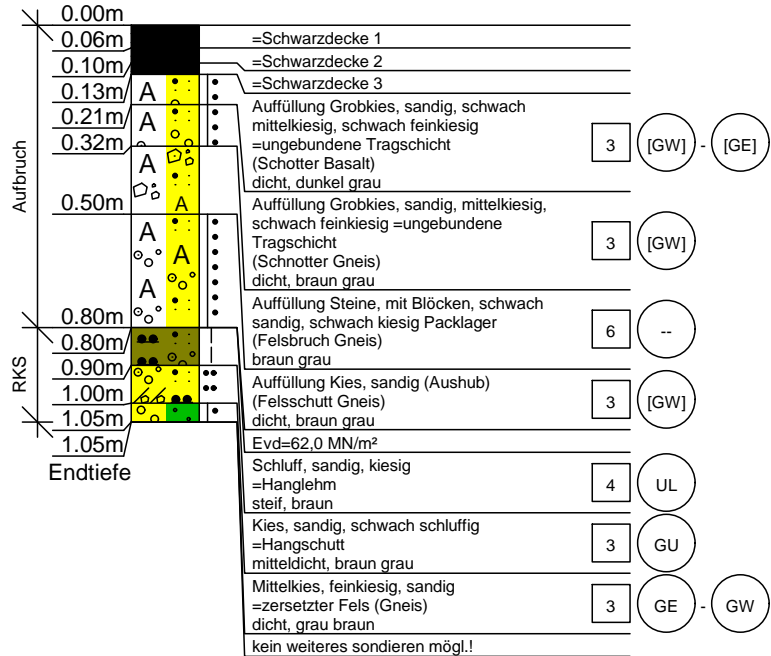 0.00m
0.06m
0.10m
0.13m
0.21m
0.32m
0.50m
0.80m
0.80m
0.90m
1.00m
1.05m
1.05m
Endtiefe
Aufbruch
RKS
A
A
A
A
A
A
A
=Schwarzdecke 1
=Schwarzdecke 2
=Schwarzdecke 3
Auffüllung Grobkies, sandig, schwach
mittelkiesig, schwach feinkiesig
=ungebundene Tragschicht
(Schotter Basalt)
dicht, dunkel grau
3 [GW] - [GE]
Auffüllung Grobkies, sandig, mittelkiesig,
schwach feinkiesig =ungebundene
Tragschicht
(Schnotter Gneis)
dicht, braun grau
3 [GW]
Auffüllung Steine, mit Blöcken, schwach
sandig, schwach kiesig Packlager
(Felsbruch Gneis)
braun grau
6 --
Auffüllung Kies, sandig (Aushub)
(Felsschutt Gneis)
dicht, braun grau
3 [GW]
Evd=62,0 MN/m²
Schluff, sandig, kiesig
=Hanglehm
steif, braun
4 UL
Kies, sandig, schwach schluffig
=Hangschutt
mitteldicht, braun grau
3 GU
Mittelkies, feinkiesig, sandig
=zersetzter Fels (Gneis)
dicht, grau braun
3 GE - GW
kein weiteres sondieren mögl.!